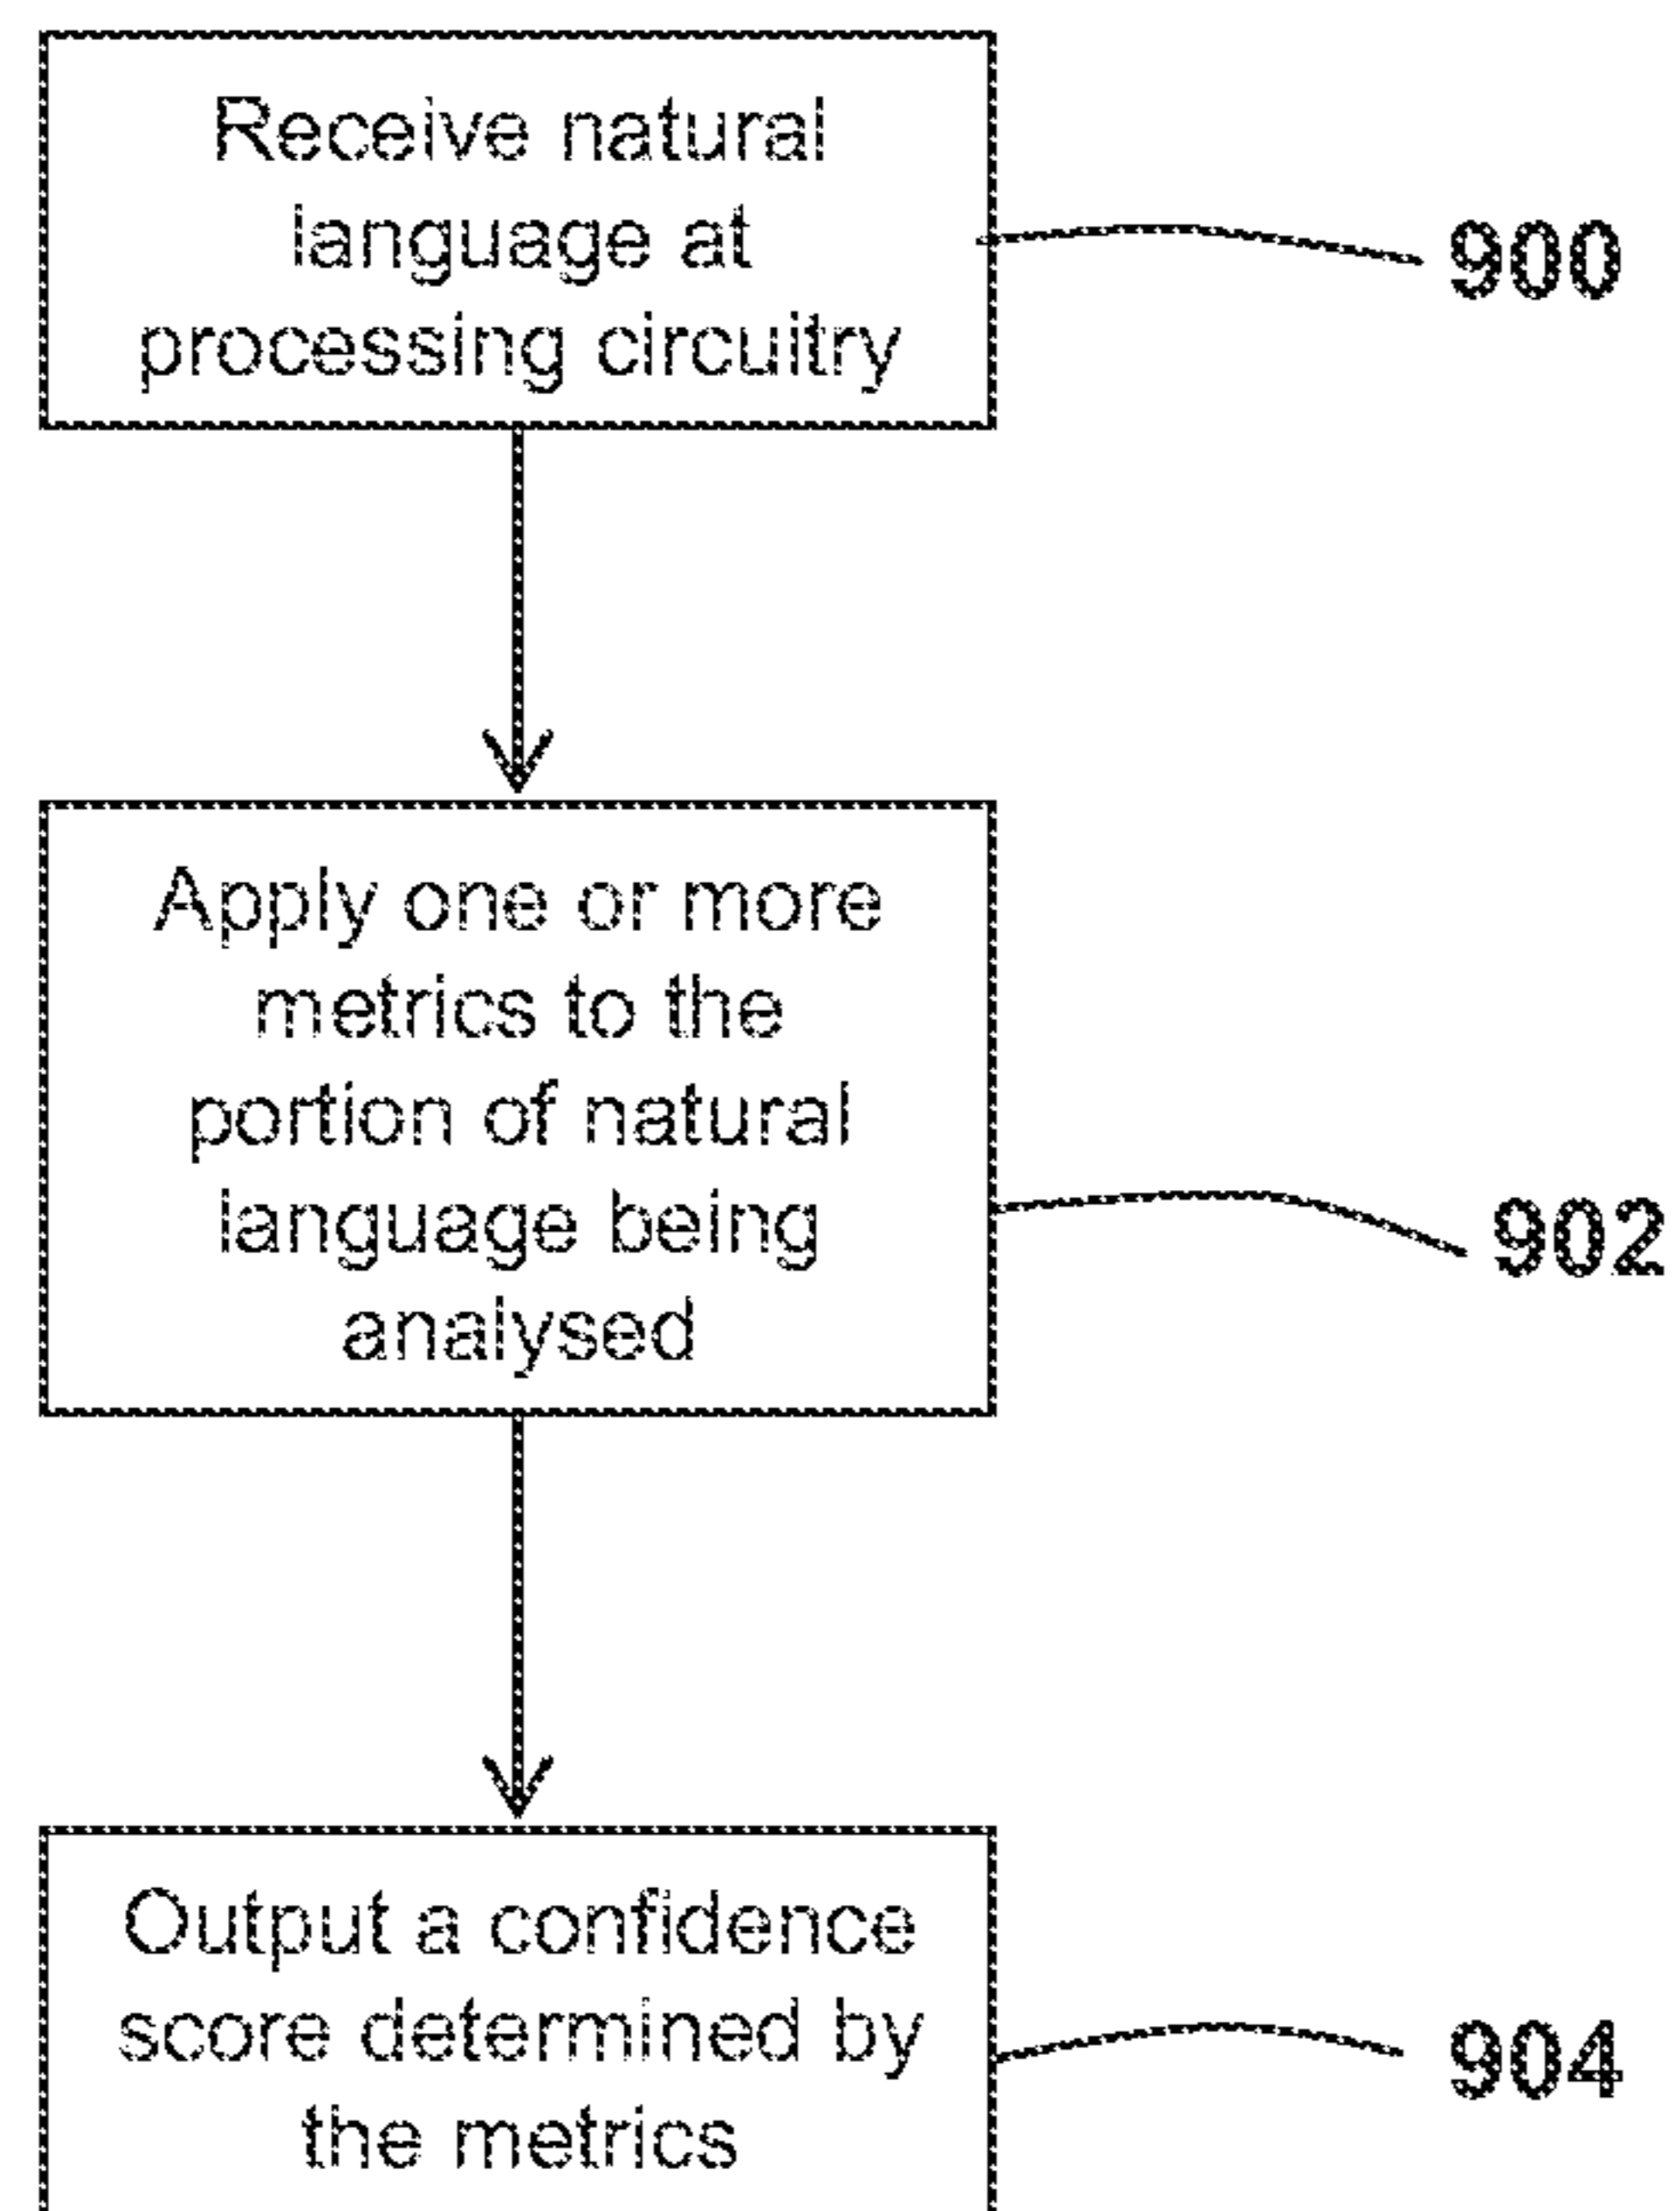 Receive natural
language at
processing circuitry
900
Apply one or more
metrics to the
portion of natural
language being
analysed
902
Output a confidence
score determined by
the metrics
904